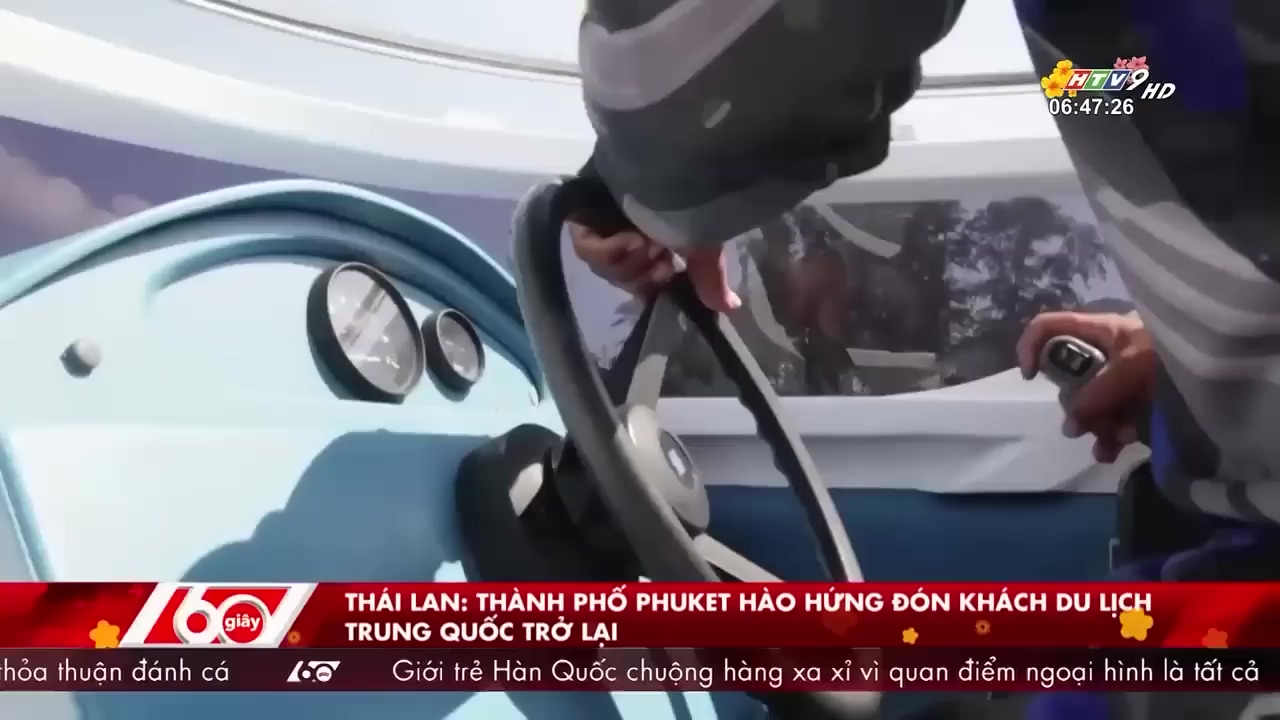 HTV9 HD
06:47:26
60 giây
THÁI LAN: THÀNH PHỐ PHUKET HÀO HỨNG ĐÓN KHÁCH DU LỊCH
TRUNG QUỐC TRỞ LẠI
thỏa thuận đánh cá 60 Giới trẻ Hàn Quốc chuộng hàng xa xỉ vì quan điểm ngoại hình là tất cả